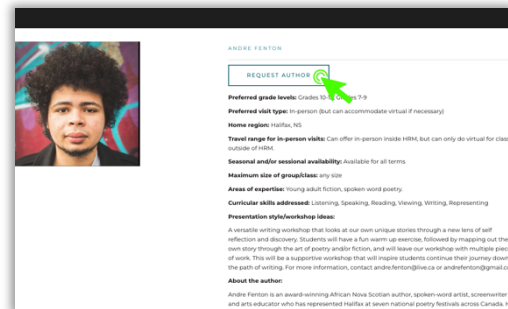 ANDRE FENTON
REQUEST AUTHOR
Preferred grade levels: Grades 10- Grades 7-9
Preferred visit type: In-person (but can accommodate virtual if necessary)
Home region: Halifax, NS
Travel range for in-person visits: Can offer in-person inside HRM, but can only do virtual for class
outside of HRM.
Seasonal and/or sessional availability: Available for all terms
Maximum size of group/class: any size
Areas of expertise: Young adult fiction, spoken word poetry.
Curricular skills addressed: Listening, Speaking, Reading, Viewing, Writing, Representing
Presentation style/workshop ideas:
A versatile writing workshop that looks at our own unique stories through a new lens of self
reflection and discovery. Students will have a fun warm up exercise, followed by mapping out the
own story through the art of poetry and/or fiction, and will leave our workshop with multiple piec
of work. This will be a supportive workshop that will inspire students continue their journey down
the path of writing. For more information, contact andre.fenton@live.ca or andrefenton@gmail.c
About the author:
Andre Fenton is an award-winning African Nova Scotian author, spoken-word artist, screenwriter
and arts educator who has represented Halifax at seven national poetry festivals across Canada. H